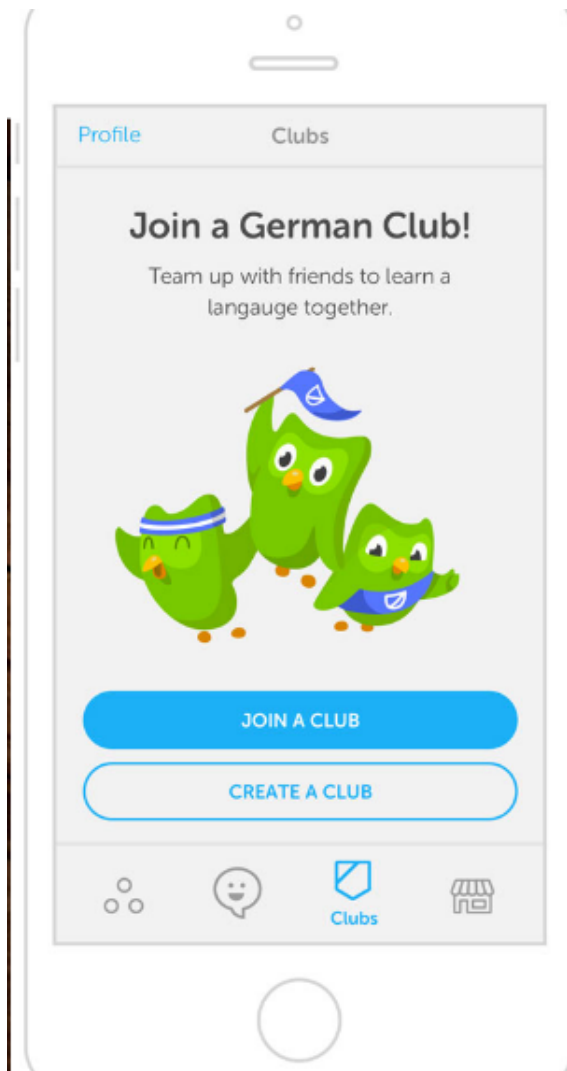 Profile
Clubs
Join a German Club!
Team up with friends to learn a
langauge together.
JOIN A CLUB
CREATE A CLUB
Clubs